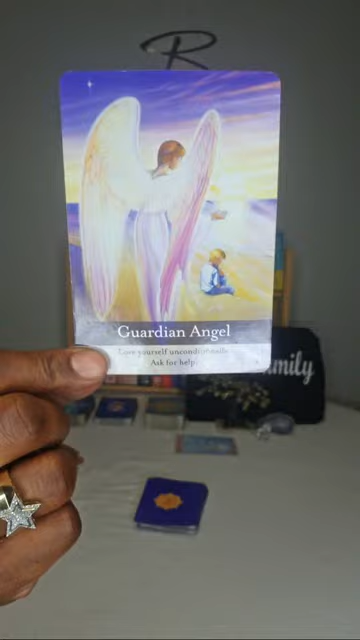 R
Guardian Angel
Love yourself unconditionally
Ask for help
mily